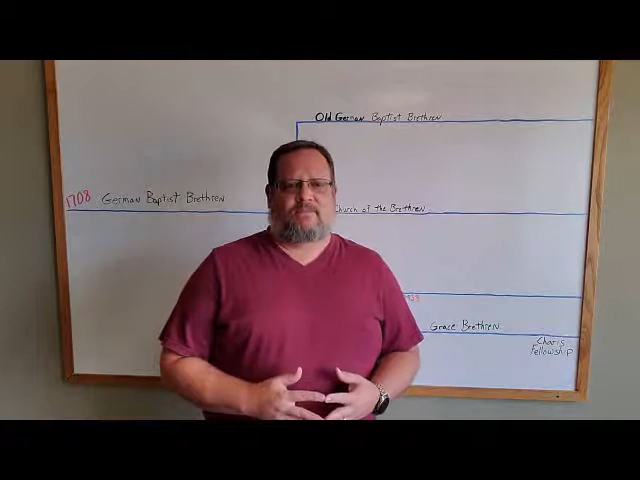 Old German Baptist Brethren
1708 German Baptist Brethren
Church of the Brethren
Grace Brethren
Charis
Fellowship